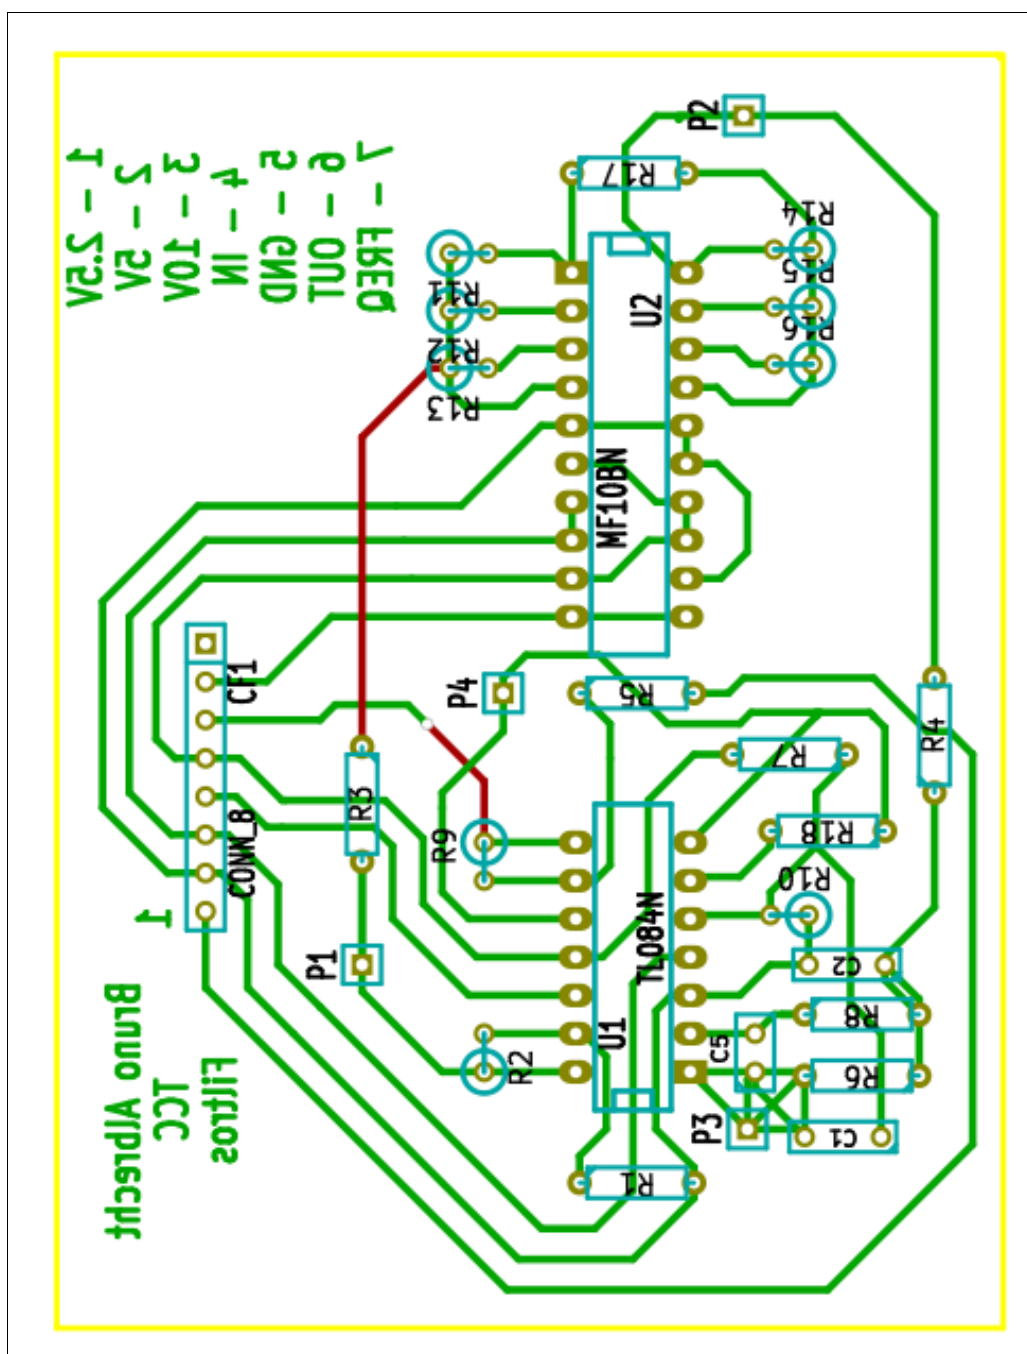 1 - 2.5V
2 - 5V
3 - 10V
4 - IN
5 - GND
6 - OUT
7 - FREQ
P2
R17
R14
R15
R16
R11
R12
R13
U2
MF10BN
CF1
CONN_8
1
P4
R5
R4
R3
R7
R9
R18
R10
TL084N
U1
P1
C2
R8
C5
R6
R2
P3
C1
R1
Bruno Albrecht
TCC
Filtros